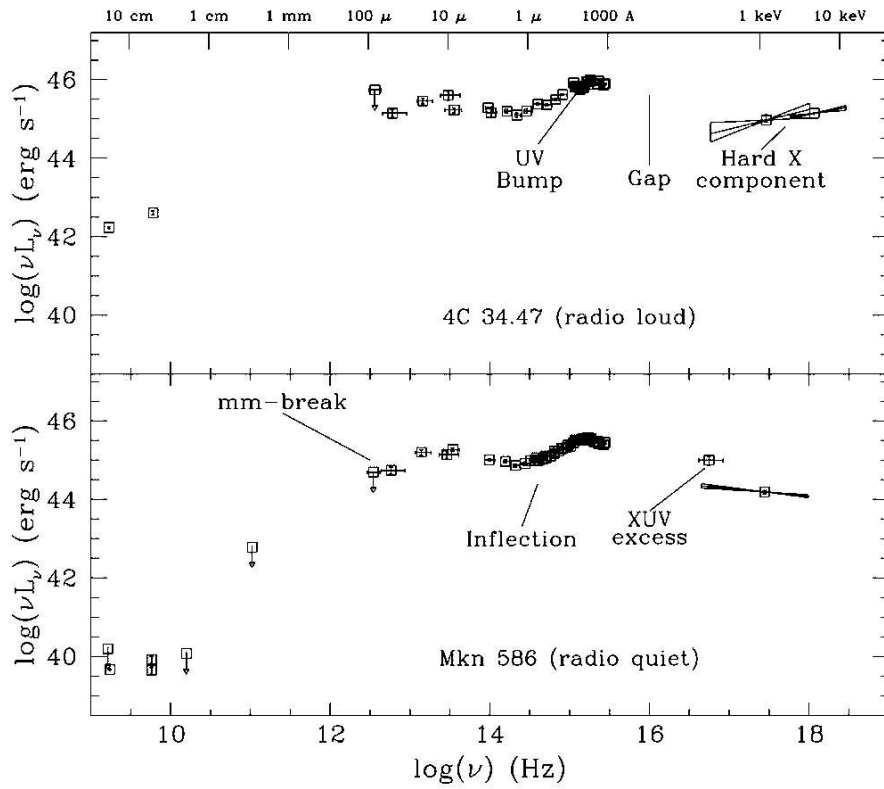 10 cm 1 cm 1 mm 100 μ 10 μ 1 μ 1000 A 1 keV 10 keV
46
44
42
40
log(νLν) (erg s⁻¹)
UV
Bump
Gap
Hard X
component
4C 34.47 (radio loud)
46
44
42
40
log(νLν) (erg s⁻¹)
mm-break
Inflection
XUV
excess
Mkn 586 (radio quiet)
10 12 14 16 18
log(ν) (Hz)